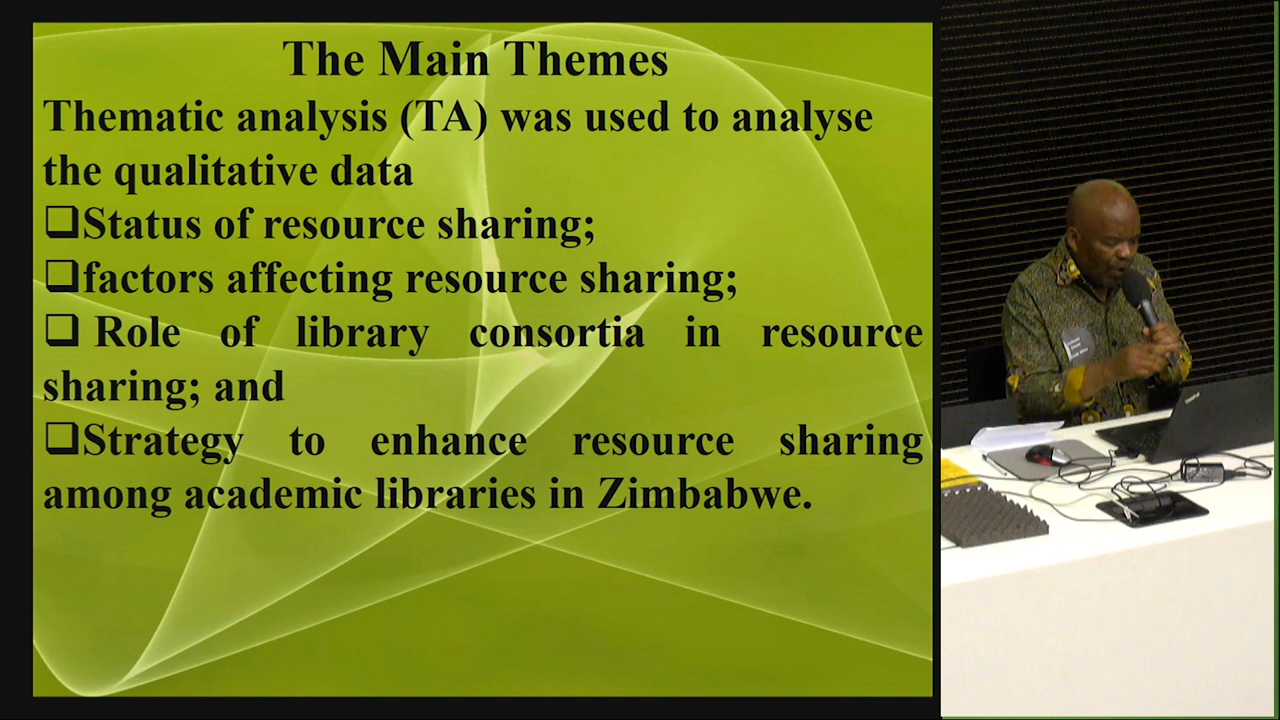 The Main Themes
Thematic analysis (TA) was used to analyse
the qualitative data
❑Status of resource sharing;
❑factors affecting resource sharing;
❑ Role of library consortia in resource
sharing; and
❑Strategy to enhance resource sharing
among academic libraries in Zimbabwe.